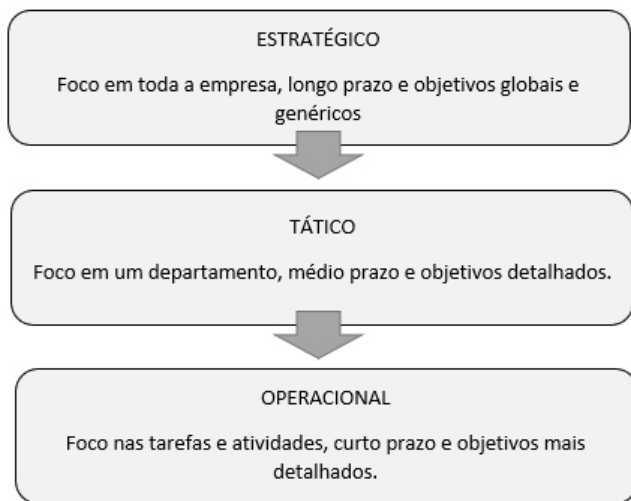 ESTRATÉGICO
Foco em toda a empresa, longo prazo e objetivos globais e
genéricos
TÁTICO
Foco em um departamento, médio prazo e objetivos detalhados.
OPERACIONAL
Foco nas tarefas e atividades, curto prazo e objetivos mais
detalhados.